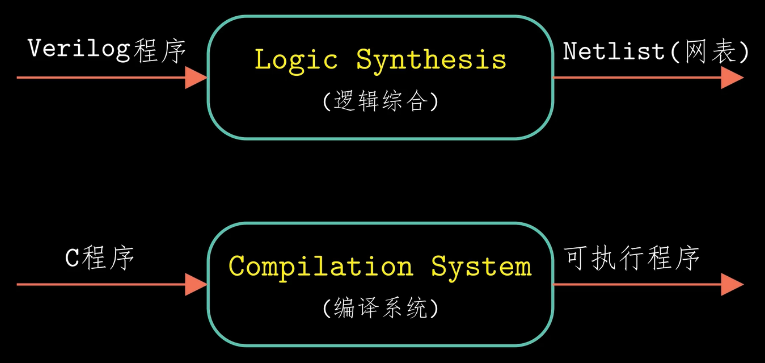 Verilog程序
Logic Synthesis
(逻辑综合)
Netlist(网表)
C程序
Compilation System
(编译系统)
可执行程序